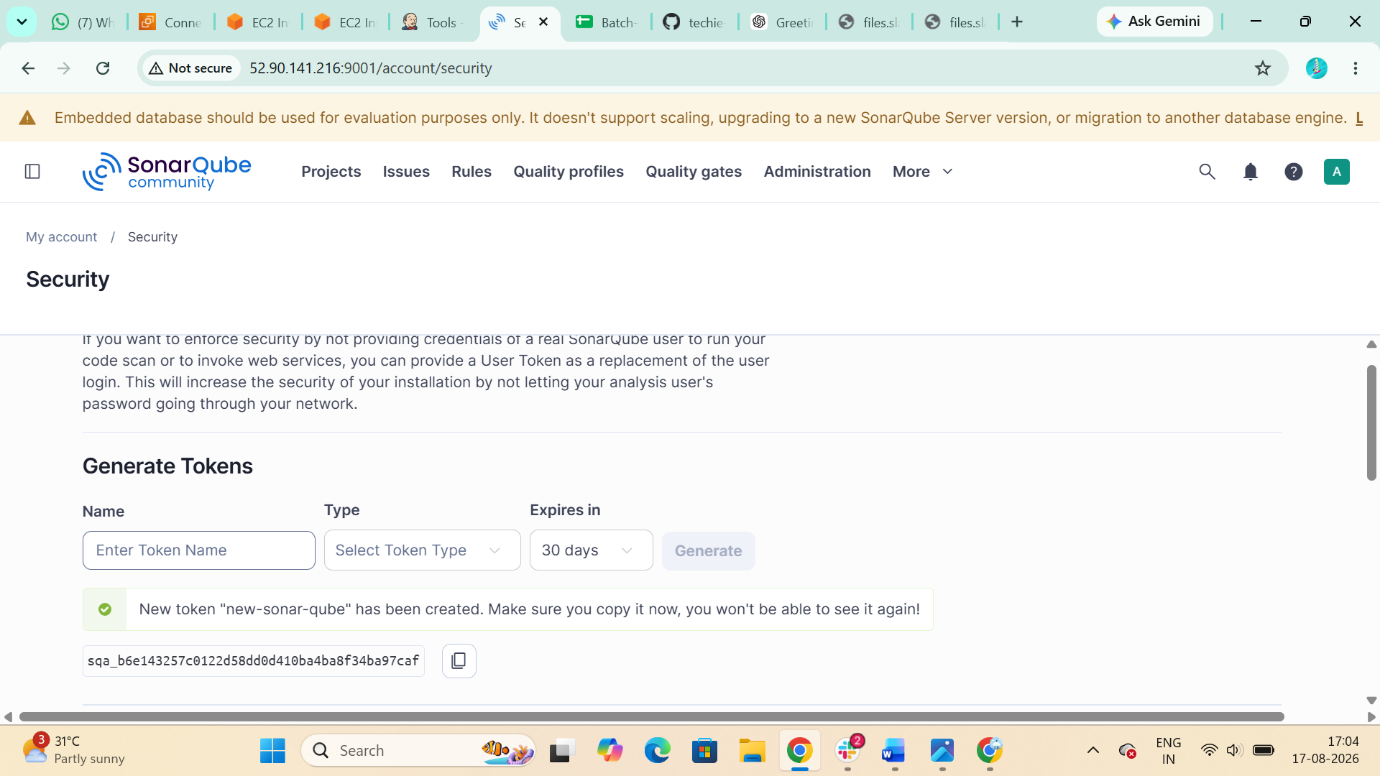 (7) Wh
Conne
EC2 In
EC2 In
Tools -
Se
Batch-
techie-
Greeti
files.sl
files.sl
Ask Gemini
Not secure
52.90.141.216:9001/account/security
Embedded database should be used for evaluation purposes only. It doesn't support scaling, upgrading to a new SonarQube Server version, or migration to another database engine. L
SonarQube
community
Projects
Issues
Rules
Quality profiles
Quality gates
Administration
More
A
My account / Security
Security
If you want to enforce security by not providing credentials of a real SonarQube user to run your
code scan or to invoke web services, you can provide a User Token as a replacement of the user
login. This will increase the security of your installation by not letting your analysis user's
password going through your network.
Generate Tokens
Name
Type
Expires in
Enter Token Name
Select Token Type
30 days
Generate
New token "new-sonar-qube" has been created. Make sure you copy it now, you won't be able to see it again!
sqa_b6e143257c0122d58dd0d410ba4ba8f34ba97caf
3
31°C
Partly sunny
Search
2
ENG
IN
17:04
17-08-2026